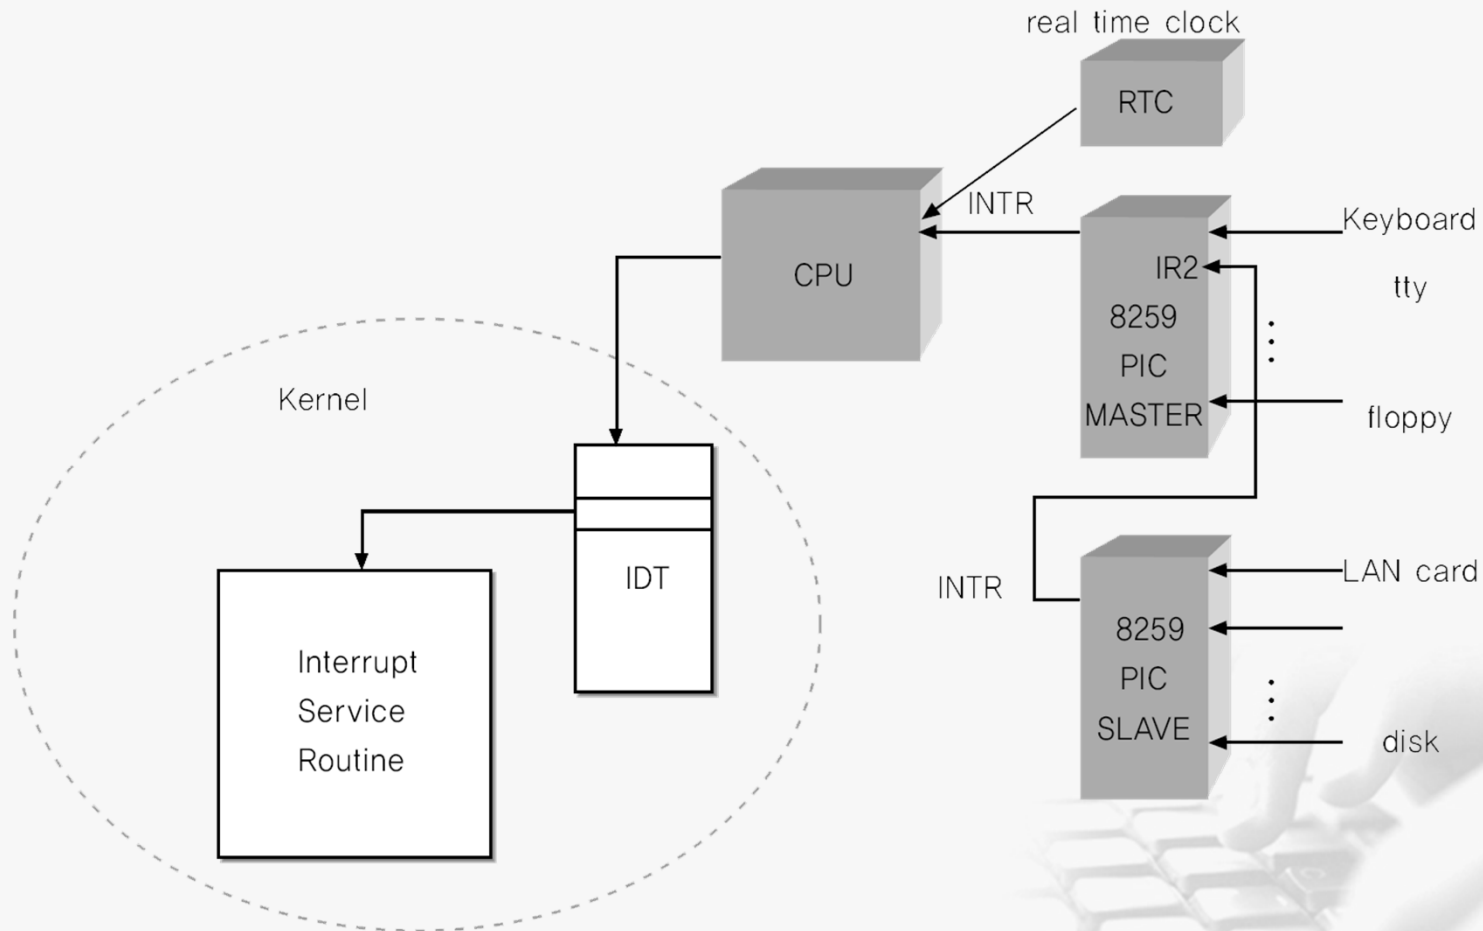 real time clock
RTC
INTR
Keyboard
CPU
IR2
tty
8259
PIC
MASTER
floppy
Kernel
IDT
INTR
LAN card
8259
PIC
SLAVE
disk
Interrupt
Service
Routine